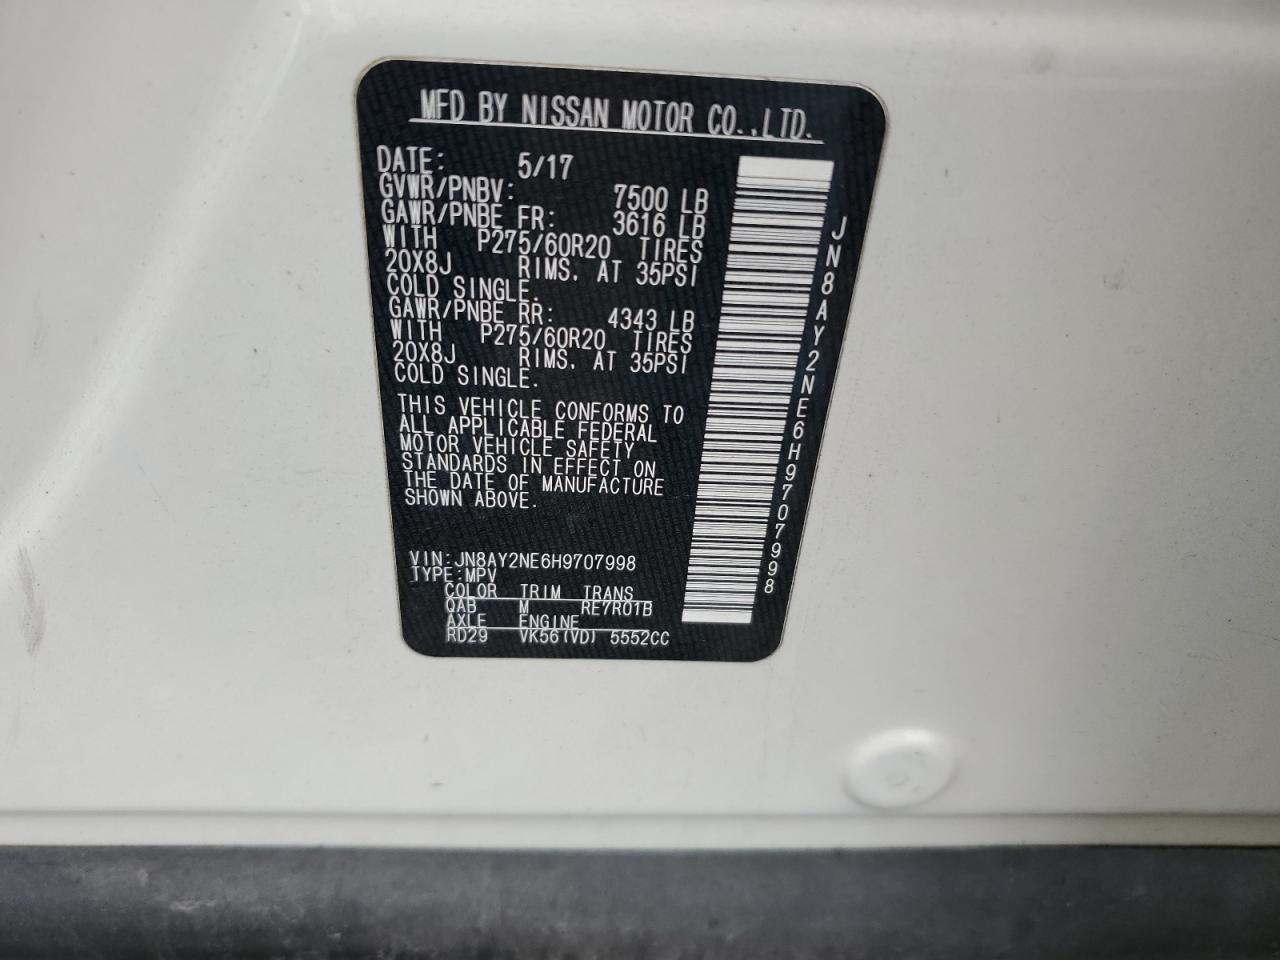 MFD BY NISSAN MOTOR CO.,LTD.
DATE: 5/17
GVWR/PNBV: 7500 LB
GAWR/PNBE FR: 3616 LB
WITH P275/60R20 TIRES
20X8J RIMS. AT 35PSI
COLD SINGLE.
GAWR/PNBE RR: 4343 LB
WITH P275/60R20 TIRES
20X8J RIMS. AT 35PSI
COLD SINGLE.
THIS VEHICLE CONFORMS TO
ALL APPLICABLE FEDERAL
MOTOR VEHICLE SAFETY
STANDARDS IN EFFECT ON
THE DATE OF MANUFACTURE
SHOWN ABOVE.
VIN:JN8AY2NE6H9707998
TYPE:MPV
COLOR TRIM TRANS
QAB M RE7R01B
AXLE ENGINE
RD29 VK56(VD) 5552CC
JN8AY2NE6H9707998